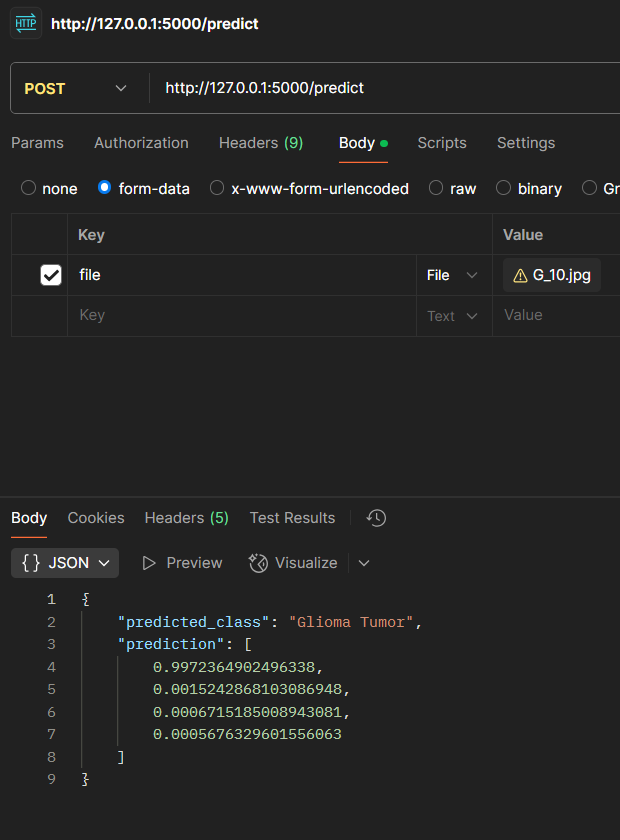 HTTP http://127.0.0.1:5000/predict
POST http://127.0.0.1:5000/predict
Params Authorization Headers (9) Body Scripts Settings
none form-data x-www-form-urlencoded raw binary Gr
Key Value
file File G_10.jpg
Key Text Value
Body Cookies Headers (5) Test Results
{} JSON Preview Visualize
1 {
2 "predicted_class": "Glioma Tumor",
3 "prediction": [
4 0.9972364902496338,
5 0.0015242868103086948,
6 0.0006715185008943081,
7 0.0005676329601556063
8 ]
9 }